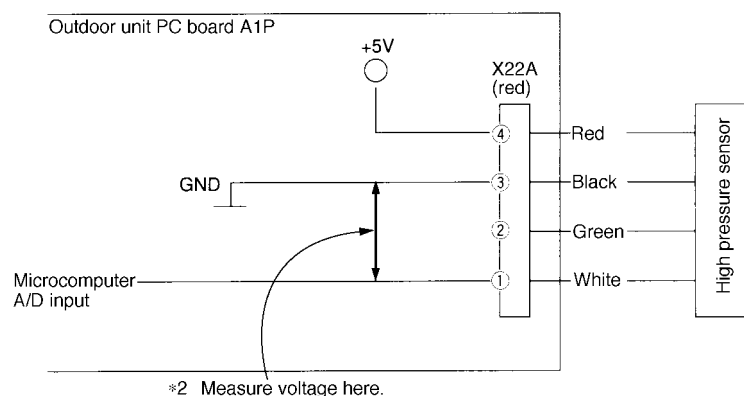 Outdoor unit PC board A1P
+5V
X22A
(red)
4
Red
GND
3
Black
2
Green
Microcomputer
A/D input
1
White
High pressure sensor
*2 Measure voltage here.